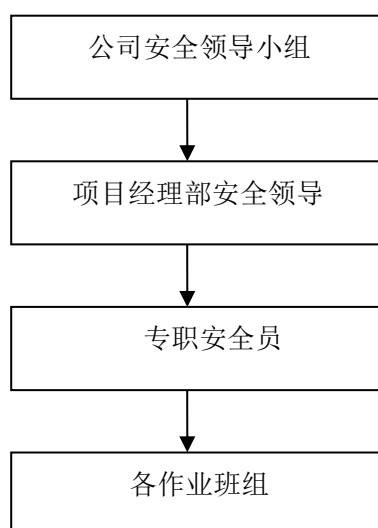 公司安全领导小组
项目经理部安全领导
专职安全员
各作业班组